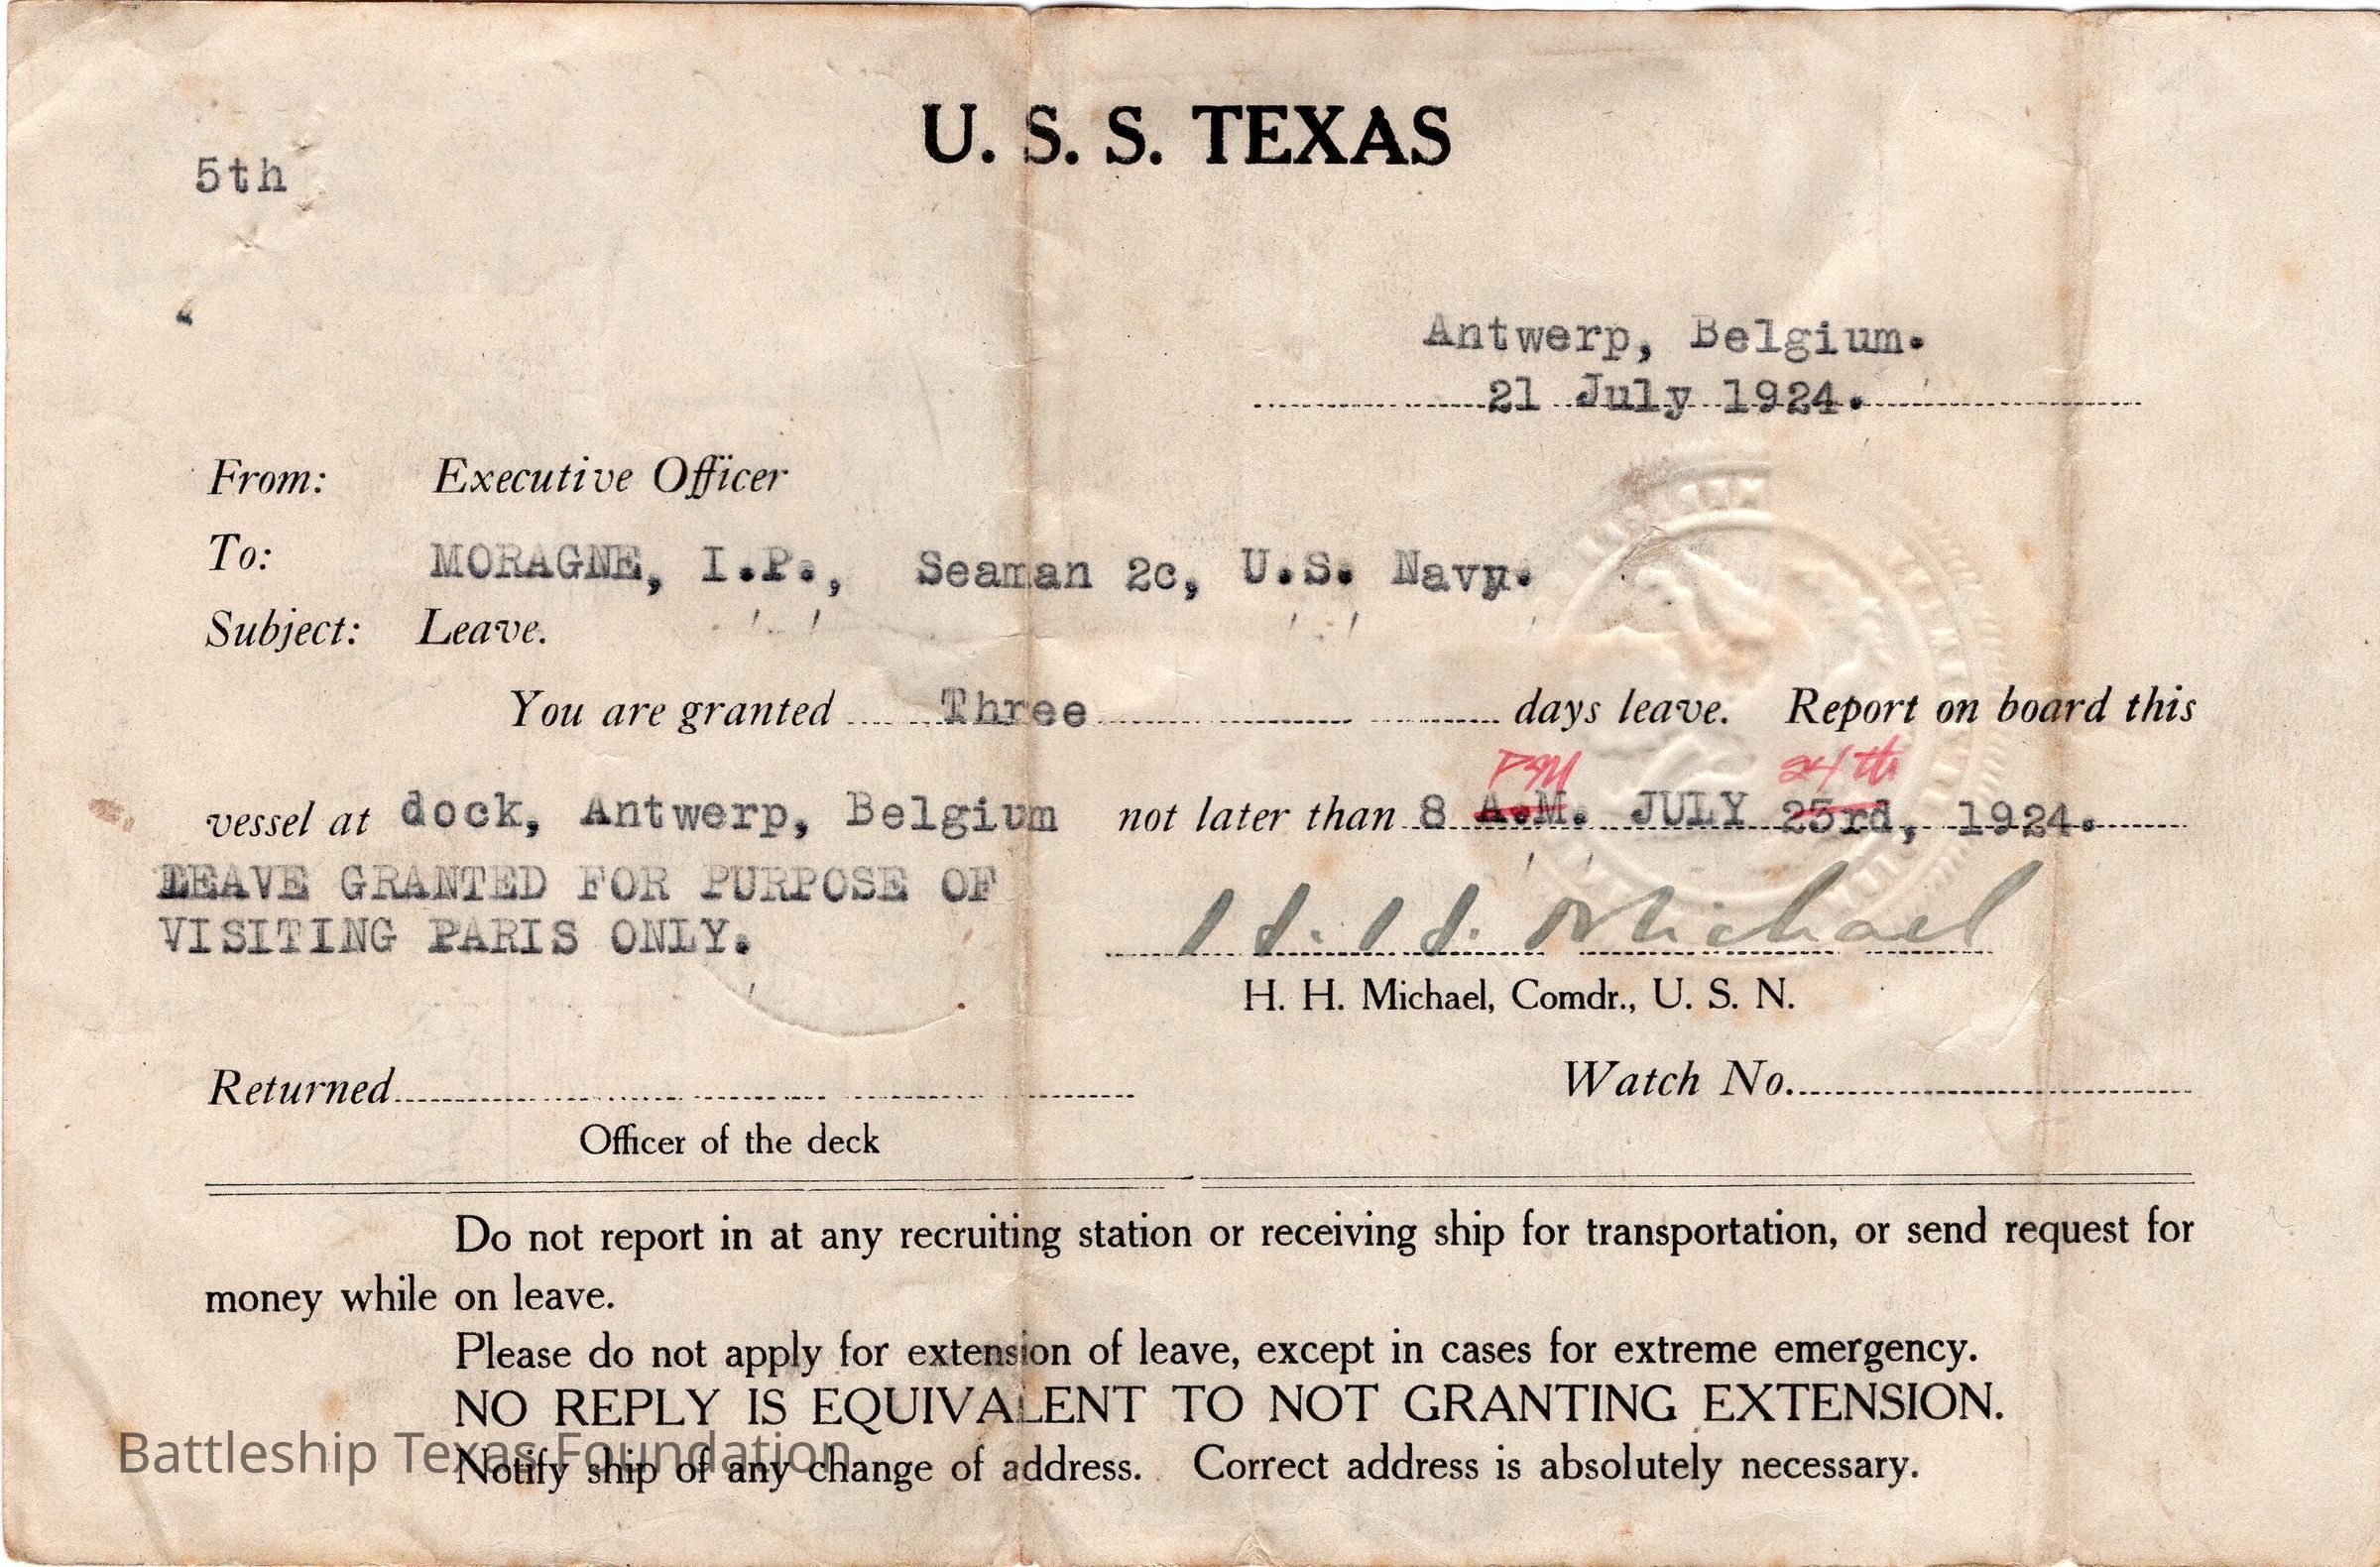 U. S. S. TEXAS
5th
Antwerp, Belgium.
21 July 1924.
From: Executive Officer
To: MORAGNE, I.P., Seaman 2c, U.S. Navy.
Subject: Leave.
You are granted Three days leave. Report on board this
PM 24th
vessel at dock, Antwerp, Belgium not later than 8 A.M. JULY 23rd, 1924.
LEAVE GRANTED FOR PURPOSE OF
VISITING PARIS ONLY.
H. H. Michael
H. H. Michael, Comdr., U. S. N.
Returned Watch No.
Officer of the deck
Do not report in at any recruiting station or receiving ship for transportation, or send request for
money while on leave.
Please do not apply for extension of leave, except in cases for extreme emergency.
NO REPLY IS EQUIVALENT TO NOT GRANTING EXTENSION.
Notify ship of any change of address. Correct address is absolutely necessary.
Battleship Texas Foundation